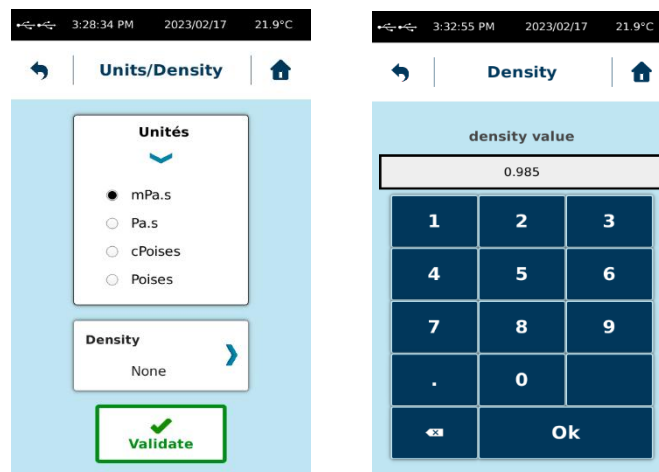 3:28:34 PM 2023/02/17 21.9°C
Units/Density
Unités
mPa.s
Pa.s
cPoises
Poises
Density
None
Validate
3:32:55 PM 2023/02/17 21.9°C
Density
density value
0.985
1 2 3
4 5 6
7 8 9
. 0
Ok